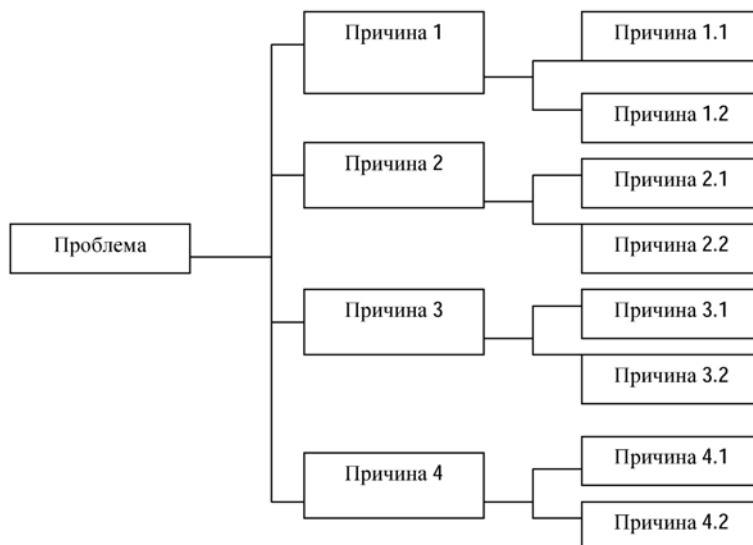 Причина 1
Причина 1.1
Причина 1.2
Причина 2
Причина 2.1
Причина 2.2
Проблема
Причина 3
Причина 3.1
Причина 3.2
Причина 4
Причина 4.1
Причина 4.2